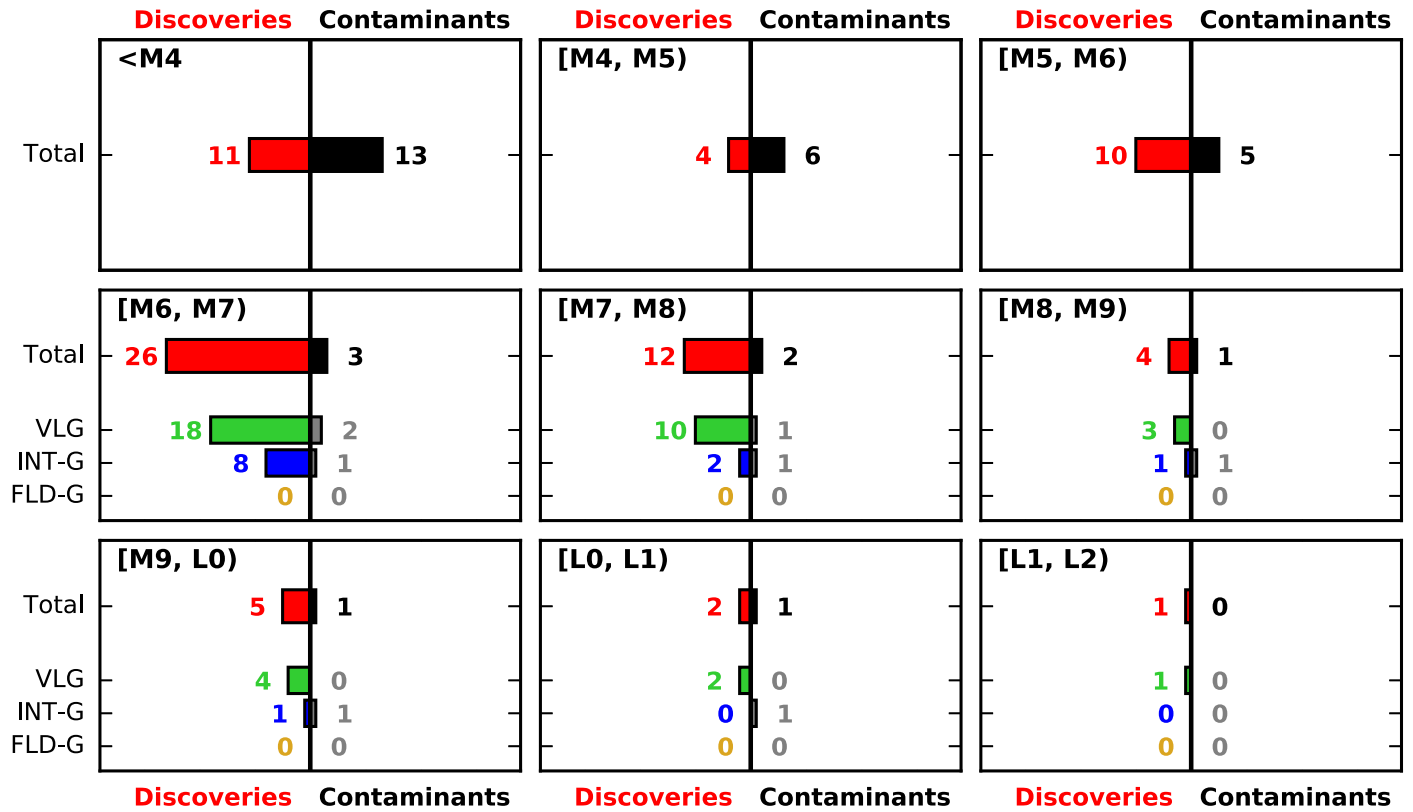 Discoveries Contaminants Discoveries Contaminants Discoveries Contaminants
<M4 [M4, M5) [M5, M6)
Total 11 13 4 6 10 5
[M6, M7) [M7, M8) [M8, M9)
Total 26 3 12 2 4 1
VLG 18 2 10 1 3 0
INT-G 8 1 2 1 1 1
FLD-G 0 0 0 0 0 0
[M9, L0) [L0, L1) [L1, L2)
Total 5 1 2 1 1 0
VLG 4 0 2 0 1 0
INT-G 1 1 0 1 0 0
FLD-G 0 0 0 0 0 0
Discoveries Contaminants Discoveries Contaminants Discoveries Contaminants